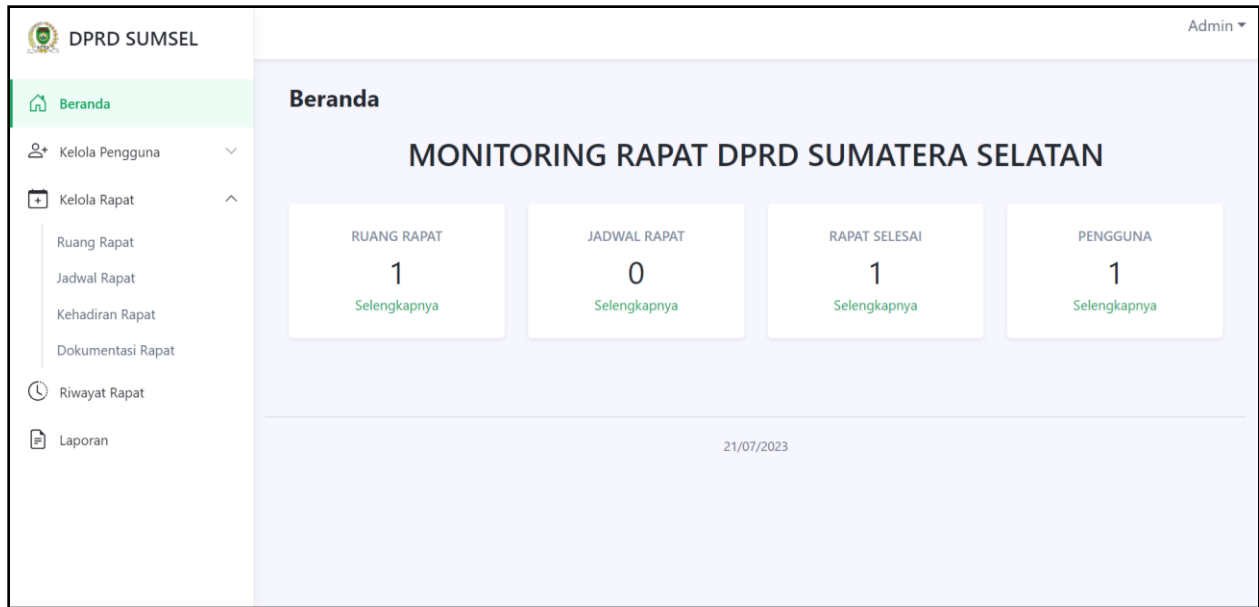 DPRD SUMSEL
Admin
Beranda
Kelola Pengguna
Kelola Rapat
Ruang Rapat
Jadwal Rapat
Kehadiran Rapat
Dokumentasi Rapat
Riwayat Rapat
Laporan
Beranda
MONITORING RAPAT DPRD SUMATERA SELATAN
RUANG RAPAT
1
Selengkapnya
JADWAL RAPAT
0
Selengkapnya
RAPAT SELESAI
1
Selengkapnya
PENGGUNA
1
Selengkapnya
21/07/2023